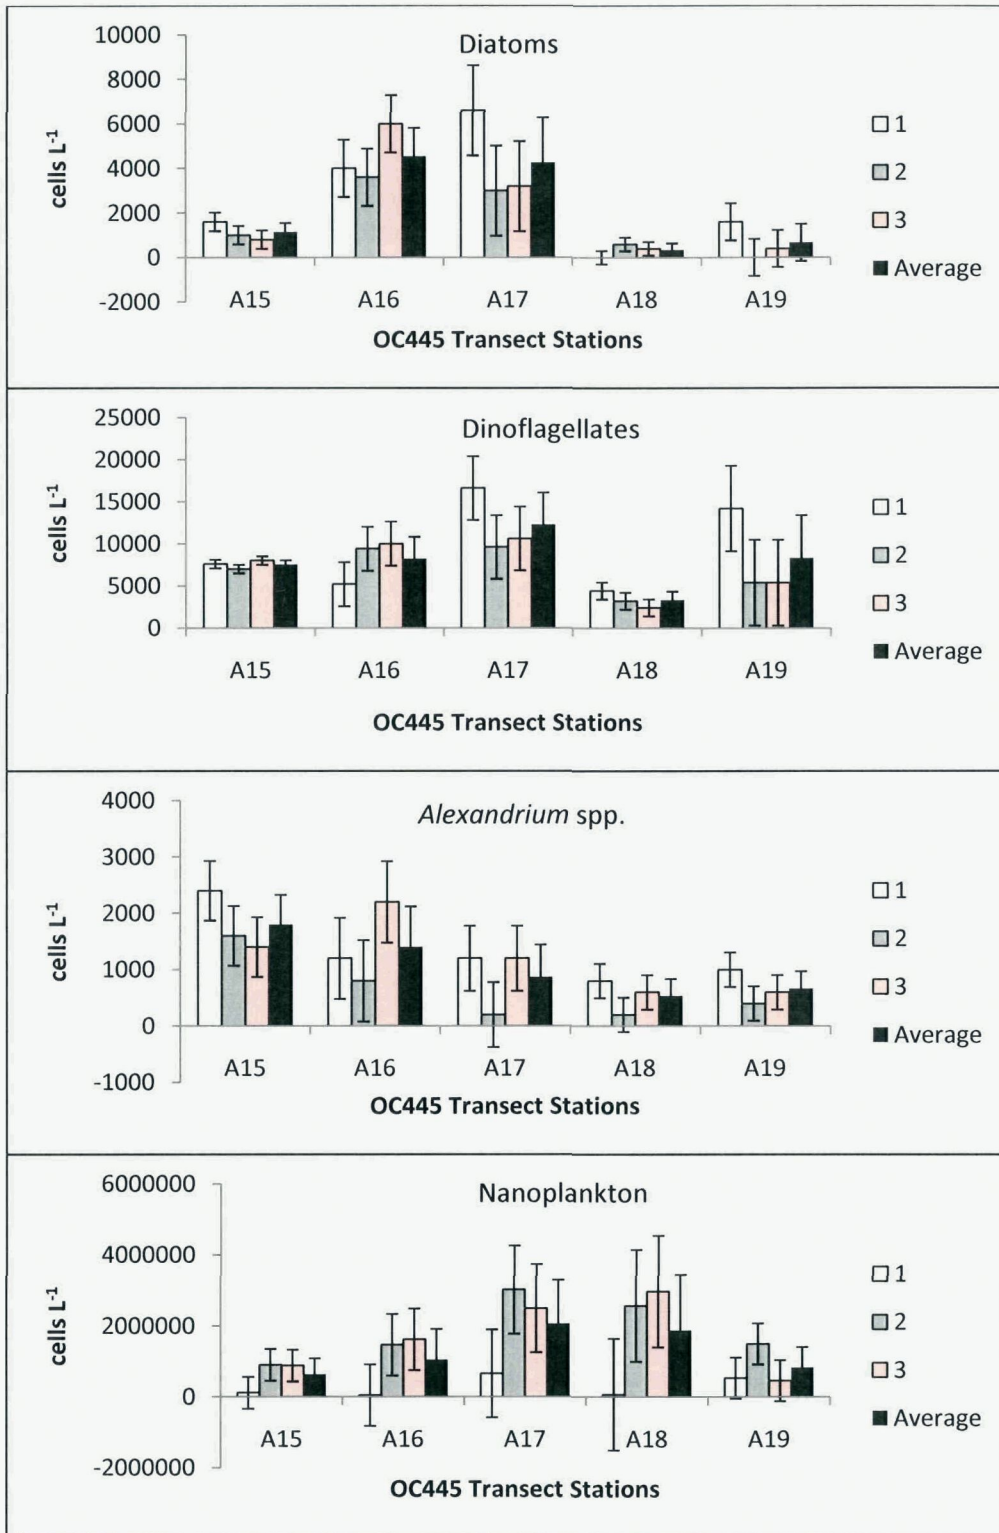 Diatoms
10000
8000
6000
4000
2000
0
-2000
cells L-1
A15 A16 A17 A18 A19
OC445 Transect Stations
1
2
3
Average
Dinoflagellates
25000
20000
15000
10000
5000
0
cells L-1
A15 A16 A17 A18 A19
OC445 Transect Stations
1
2
3
Average
Alexandrium spp.
4000
3000
2000
1000
0
-1000
cells L-1
A15 A16 A17 A18 A19
OC445 Transect Stations
1
2
3
Average
Nanoplankton
6000000
4000000
2000000
0
-2000000
cells L-1
A15 A16 A17 A18 A19
OC445 Transect Stations
1
2
3
Average